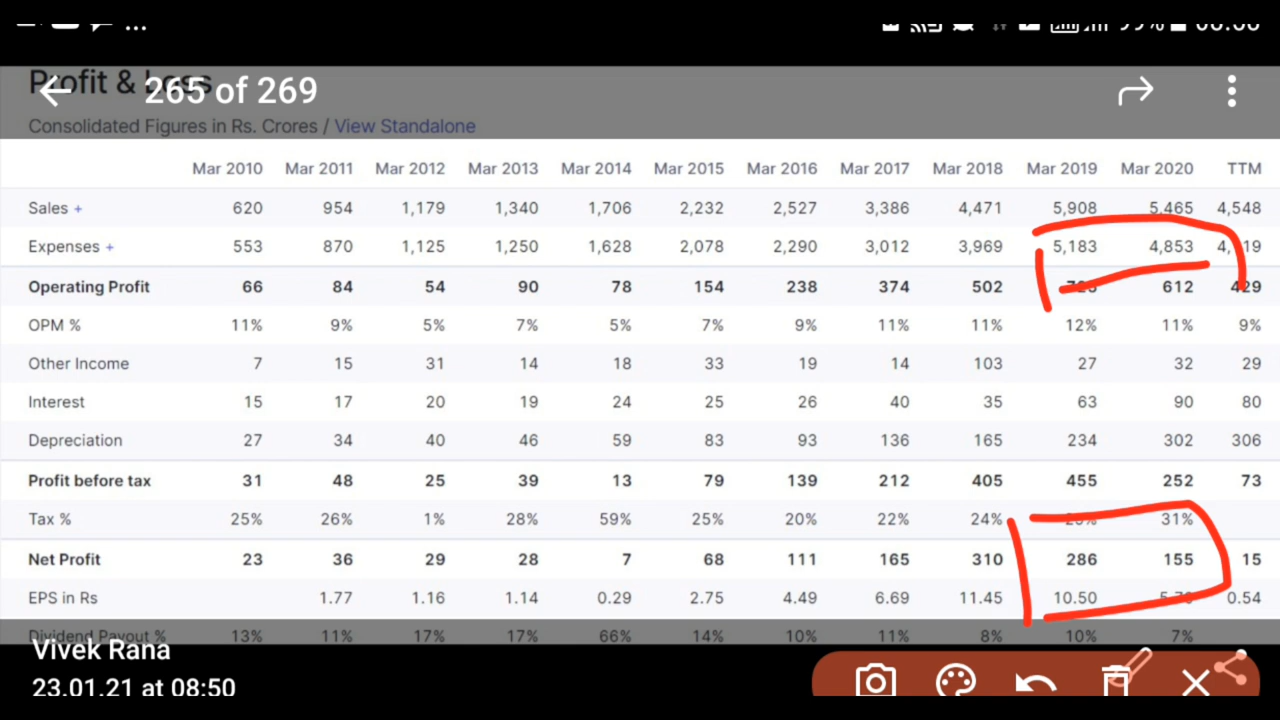 Profit & Loss
265 of 269
Consolidated Figures in Rs. Crores / View Standalone
Mar 2010 Mar 2011 Mar 2012 Mar 2013 Mar 2014 Mar 2015 Mar 2016 Mar 2017 Mar 2018 Mar 2019 Mar 2020 TTM
Sales + 620 954 1,179 1,340 1,706 2,232 2,527 3,386 4,471 5,908 5,465 4,548
Expenses + 553 870 1,125 1,250 1,628 2,078 2,290 3,012 3,969 5,183 4,853
Operating Profit 66 84 54 90 78 154 238 374 502 612 429
OPM % 11% 9% 5% 7% 5% 7% 9% 11% 11% 12% 11% 9%
Other Income 7 15 31 14 18 33 19 14 103 27 32 29
Interest 15 17 20 19 24 25 26 40 35 63 90 80
Depreciation 27 34 40 46 59 83 93 136 165 234 302 306
Profit before tax 31 48 25 39 13 79 139 212 405 455 252 73
Tax % 25% 26% 1% 28% 59% 25% 20% 22% 24% 31%
Net Profit 23 36 29 28 7 68 111 165 310 286 155 15
EPS in Rs 1.77 1.16 1.14 0.29 2.75 4.49 6.69 11.45 10.50 0.54
Dividend Payout % 13% 11% 17% 17% 66% 14% 10% 11% 8% 10% 7%
Vivek Rana
23.01.21 at 08:50